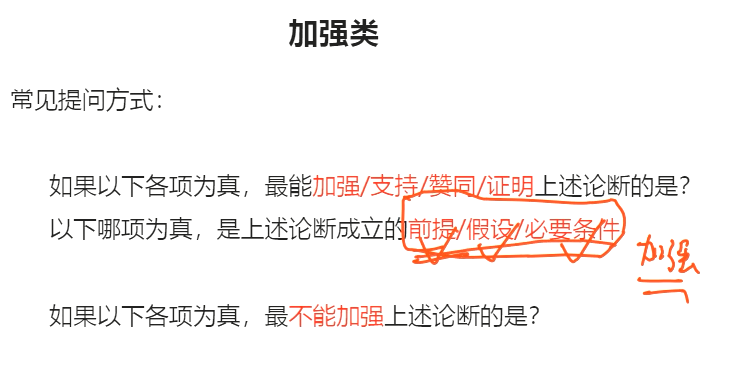 加强类
常见提问方式：
如果以下各项为真，最能加强/支持/赞同/证明上述论断的是？
以下哪项为真，是上述论断成立的前提/假设/必要条件
加强
如果以下各项为真，最不能加强上述论断的是？